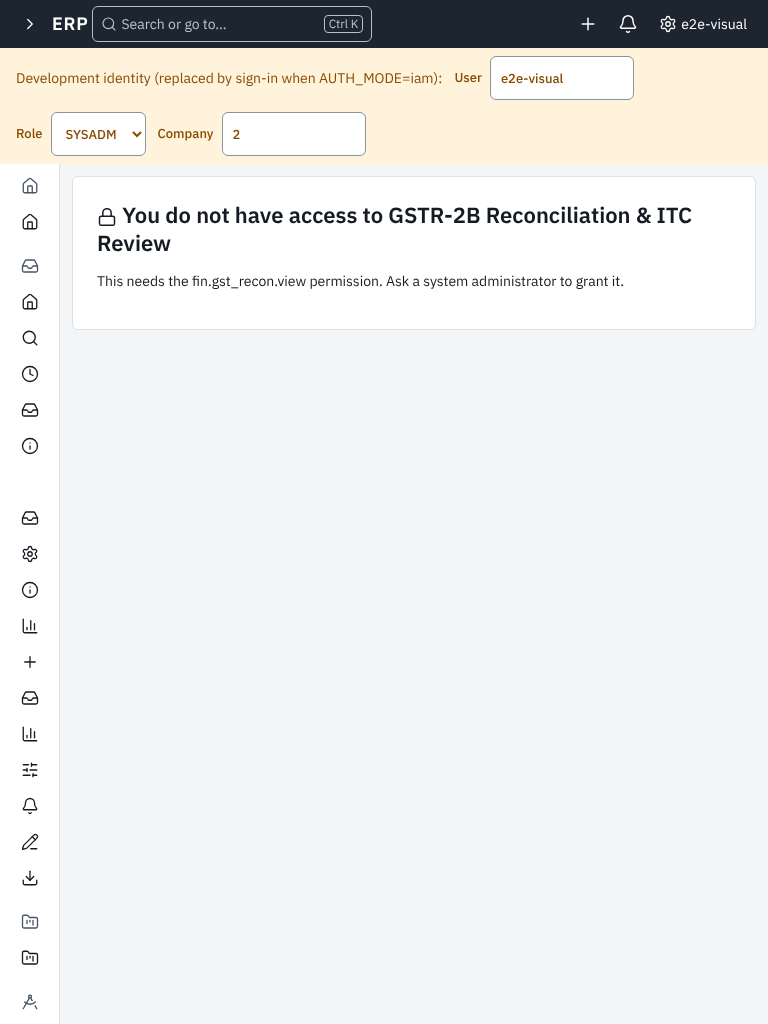 ERP
Search or go to...
Ctrl K
e2e-visual
Development identity (replaced by sign-in when AUTH_MODE=iam):
User
e2e-visual
Role
SYSADM
Company
2
You do not have access to GSTR-2B Reconciliation & ITC
Review
This needs the fin.gst_recon.view permission. Ask a system administrator to grant it.